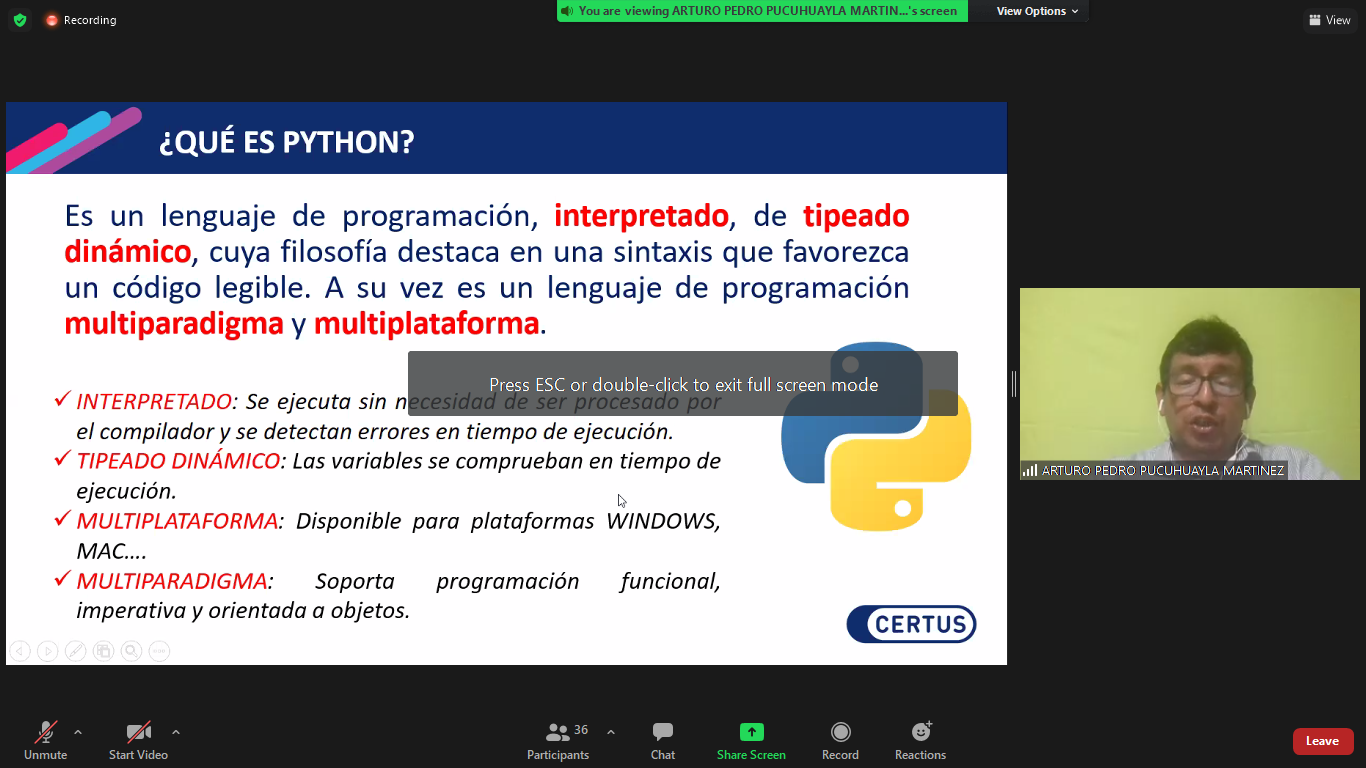 Recording
You are viewing ARTURO PEDRO PUCUHUAYLA MARTIN...'s screen
View Options
View
¿QUÉ ES PYTHON?
Es un lenguaje de programación, interpretado, de tipeado
dinámico, cuya filosofía destaca en una sintaxis que favorezca
un código legible. A su vez es un lenguaje de programación
multiparadigma y multiplataforma.
Press ESC or double-click to exit full screen mode
INTERPRETADO: Se ejecuta sin necesidad de ser procesado por
el compilador y se detectan errores en tiempo de ejecución.
TIPEADO DINÁMICO: Las variables se comprueban en tiempo de
ejecución.
MULTIPLATAFORMA: Disponible para plataformas WINDOWS,
MAC....
MULTIPARADIGMA: Soporta programación funcional,
imperativa y orientada a objetos.
CERTUS
ARTURO PEDRO PUCUHUAYLA MARTINEZ
Unmute
Start Video
36
Participants
Chat
Share Screen
Record
Reactions
Leave